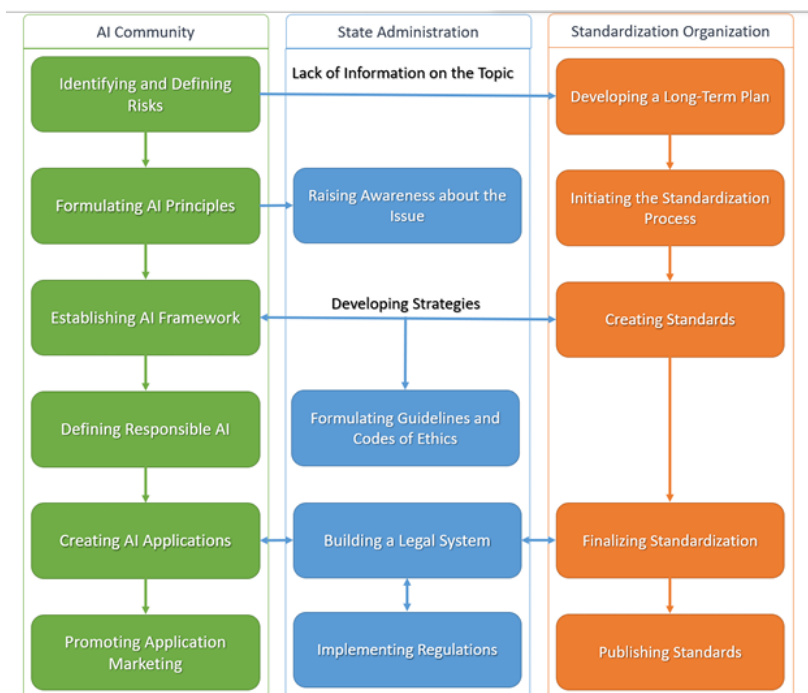 AI Community
State Administration
Standardization Organization
Identifying and Defining
Risks
Lack of Information on the Topic
Developing a Long-Term Plan
Formulating AI Principles
Raising Awareness about the
Issue
Initiating the Standardization
Process
Establishing AI Framework
Developing Strategies
Creating Standards
Defining Responsible AI
Formulating Guidelines and
Codes of Ethics
Creating AI Applications
Building a Legal System
Finalizing Standardization
Promoting Application
Marketing
Implementing Regulations
Publishing Standards